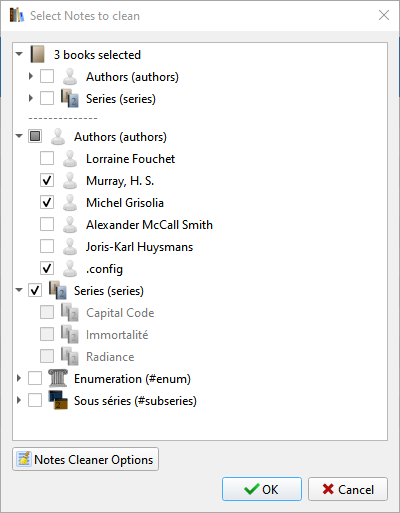 Select Notes to clean
3 books selected
Authors (authors)
Series (series)
--------------
Authors (authors)
Lorraine Fouchet
Murray, H. S.
Michel Grisolia
Alexander McCall Smith
Joris-Karl Huysmans
.config
Series (series)
Capital Code
Immortalité
Radiance
Enumeration (#enum)
Sous séries (#subseries)
Notes Cleaner Options
OK
Cancel